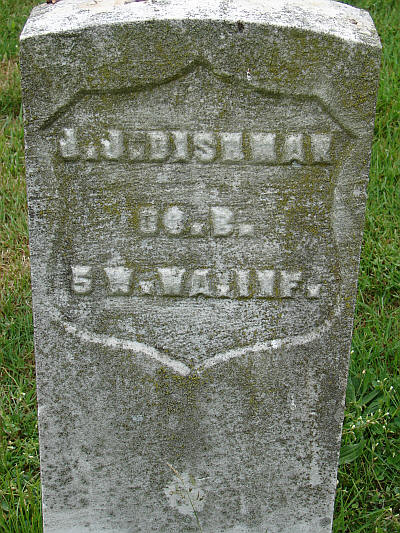 J.J. DISHMAN
CO. B.
5 W. VA. INF.